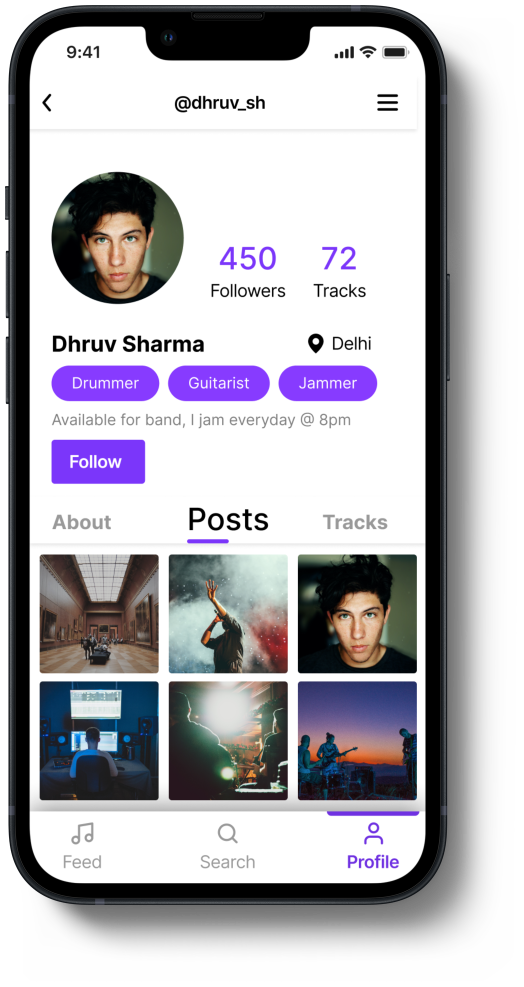 9:41
@dhruv_sh
450 72
Followers Tracks
Dhruv Sharma Delhi
Drummer Guitarist Jammer
Available for band, I jam everyday @ 8pm
Follow
About Posts Tracks
Feed Search Profile